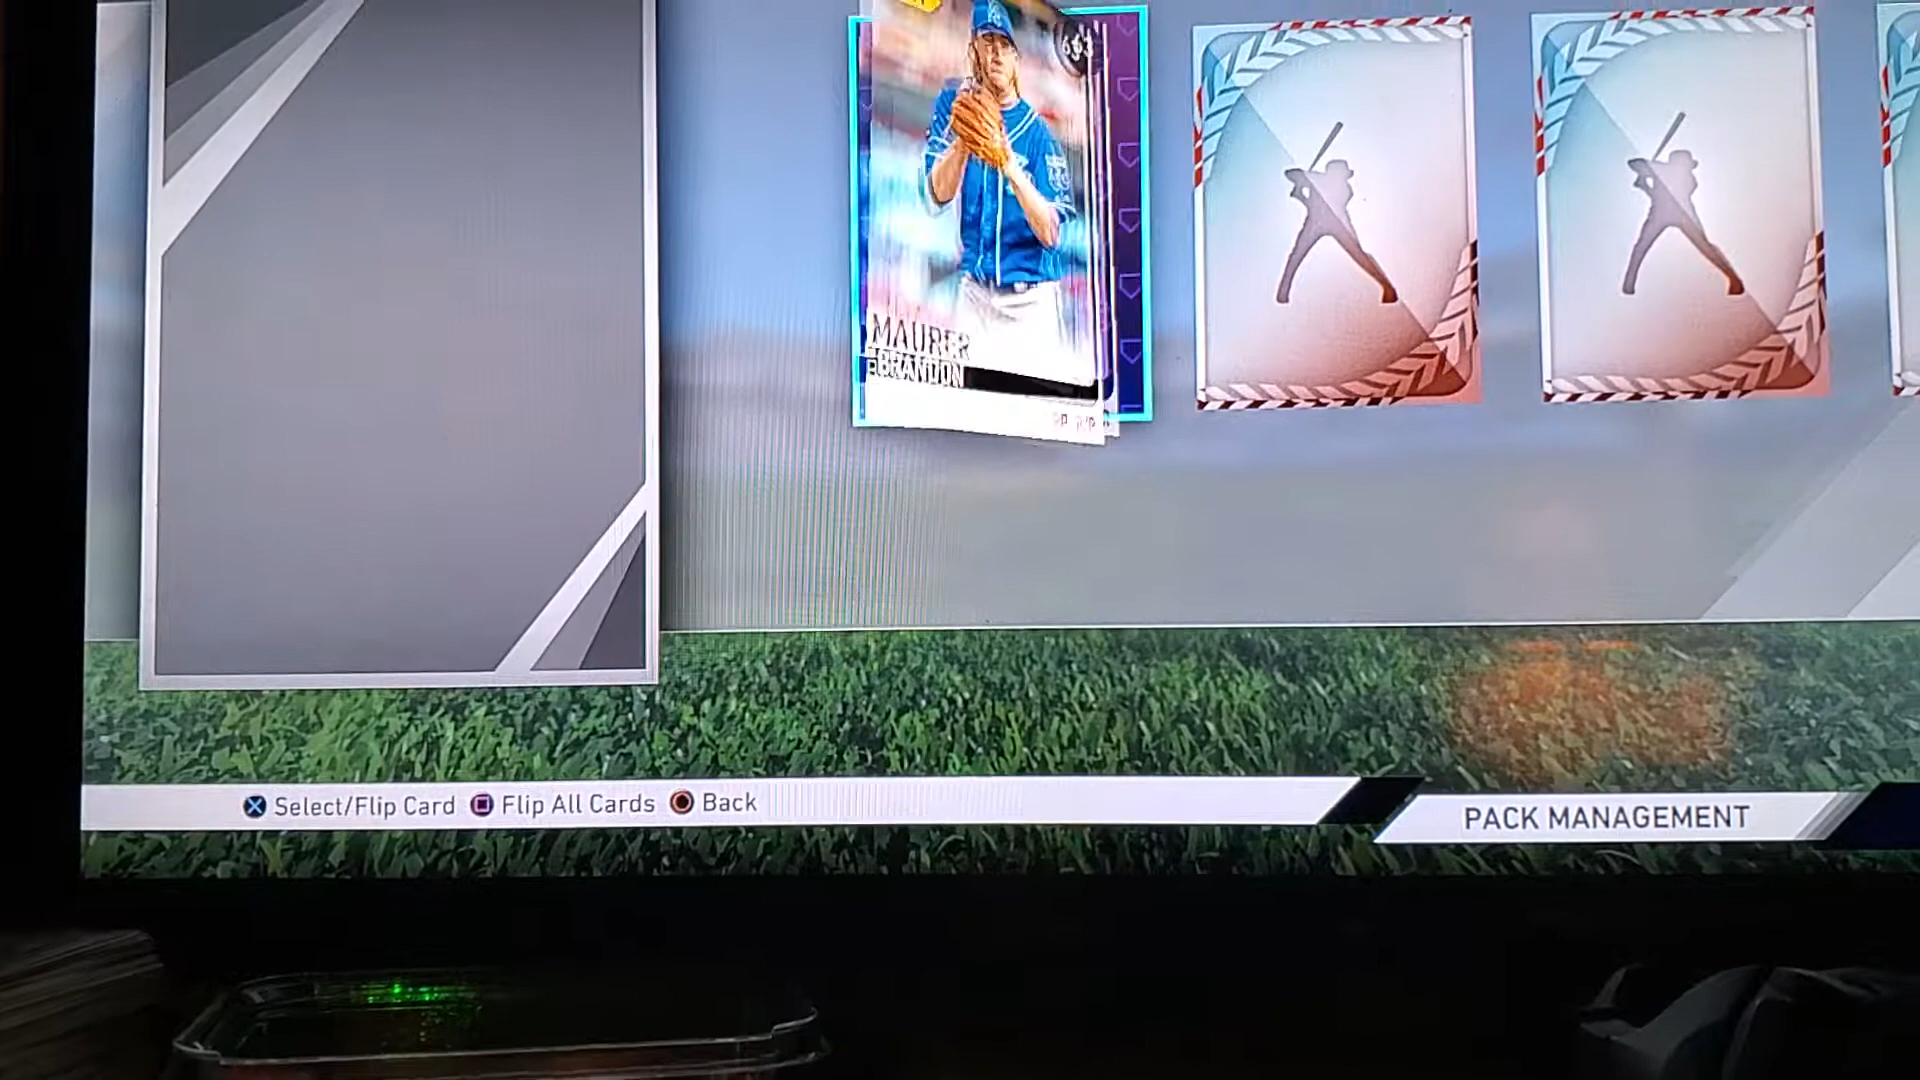 MAURER
BRANDON
Select/Flip Card Flip All Cards Back
PACK MANAGEMENT